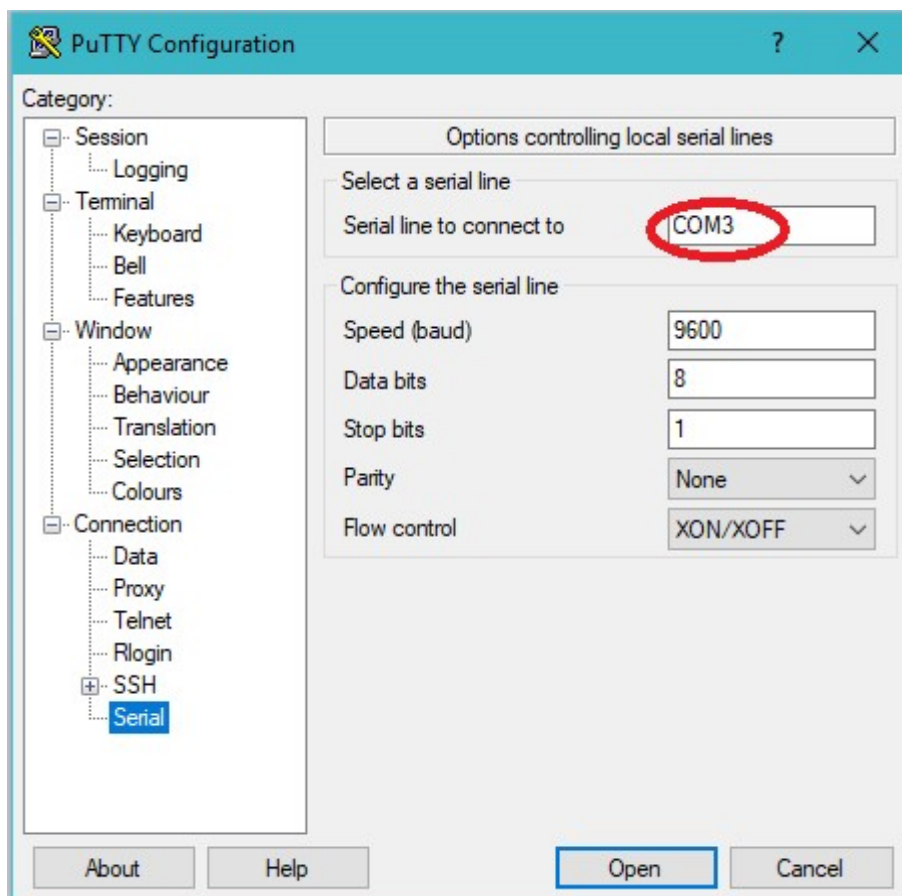 PuTTY Configuration
?
Category:
Session
Logging
Terminal
Keyboard
Bell
Features
Window
Appearance
Behaviour
Translation
Selection
Colours
Connection
Data
Proxy
Telnet
Rlogin
SSH
Serial
Options controlling local serial lines
Select a serial line
Serial line to connect to COM3
Configure the serial line
Speed (baud) 9600
Data bits 8
Stop bits 1
Parity None
Flow control XON/XOFF
About Help Open Cancel